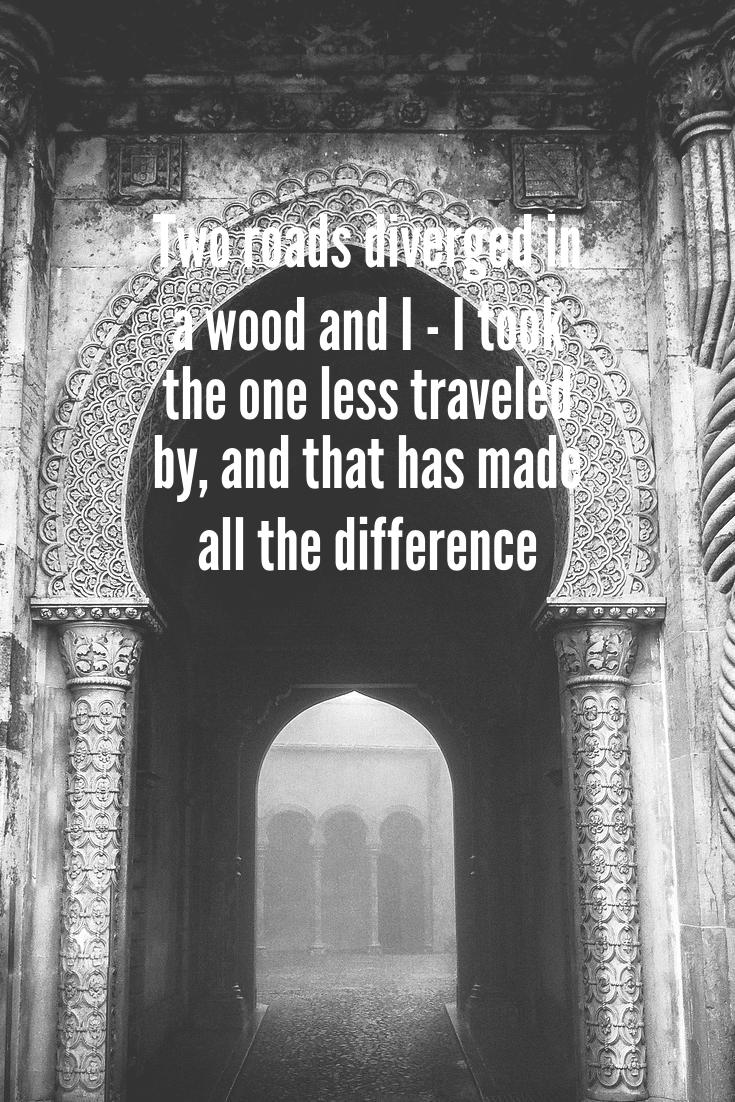 Two roads diverged in
a wood and I - I took
the one less traveled
by, and that has made
all the difference